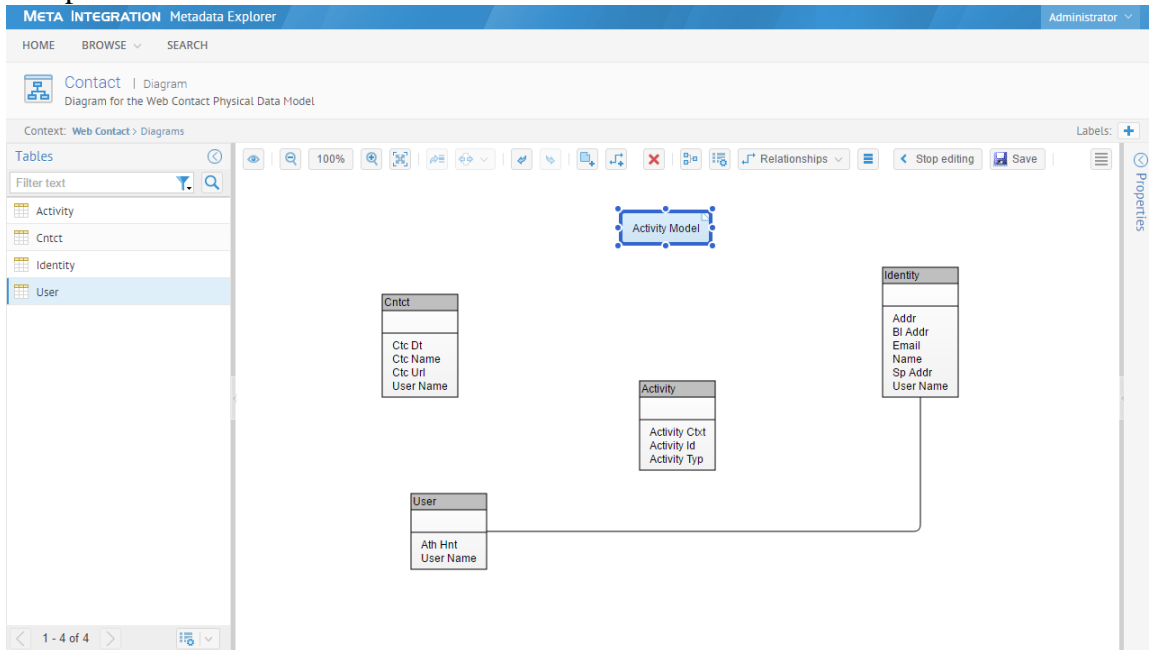 META INTEGRATION Metadata Explorer
Administrator
HOME BROWSE SEARCH
Contact | Diagram
Diagram for the Web Contact Physical Data Model
Context: Web Contact > Diagrams
Labels:
Tables
100%
Relationships
Stop editing
Save
Filter text
Properties
Activity
Cntct
Identity
User
Activity Model
Cntct
Ctc Dt
Ctc Name
Ctc Url
User Name
Identity
Addr
Bl Addr
Email
Name
Sp Addr
User Name
Activity
Activity Ctxt
Activity Id
Activity Typ
User
Ath Hnt
User Name
1 - 4 of 4